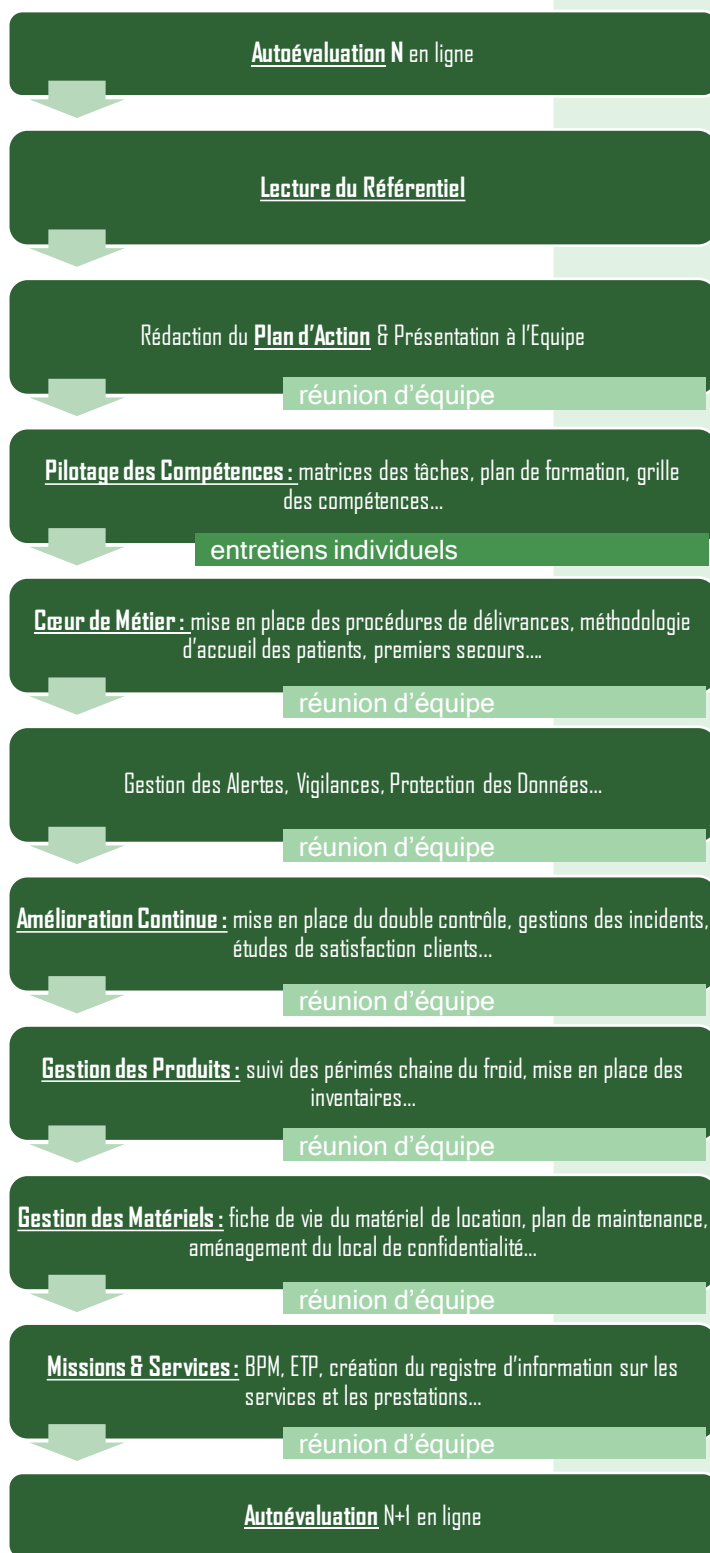 Autoévaluation N en ligne
Lecture du Référentiel
Rédaction du Plan d'Action & Présentation à l'Equipe
réunion d'équipe
Pilotage des Compétences : matrices des tâches, plan de formation, grille
des compétences...
entretiens individuels
Cœur de Métier : mise en place des procédures de délivrances, méthodologie
d'accueil des patients, premiers secours....
réunion d'équipe
Gestion des Alertes, Vigilances, Protection des Données...
réunion d'équipe
Amélioration Continue : mise en place du double contrôle, gestions des incidents,
études de satisfaction clients...
réunion d'équipe
Gestion des Produits : suivi des périmés chaine du froid, mise en place des
inventaires...
réunion d'équipe
Gestion des Matériels : fiche de vie du matériel de location, plan de maintenance,
aménagement du local de confidentialité...
réunion d'équipe
Missions & Services : BPM, ETP, création du registre d'information sur les
services et les prestations...
réunion d'équipe
Autoévaluation N+1 en ligne